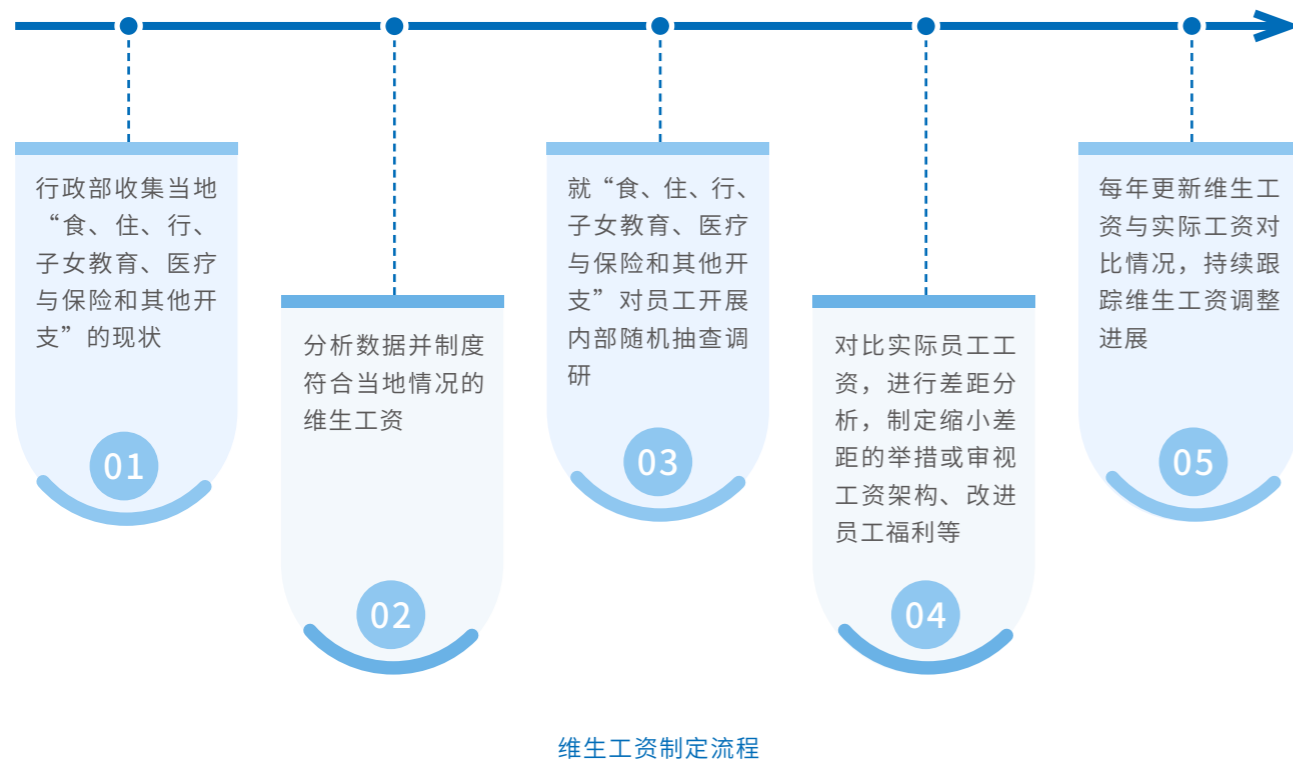 行政部收集当地
“食、住、行、
子女教育、医疗
与保险和其他开
支”的现状
01
分析数据并制度
符合当地情况的
维生工资
02
就“食、住、行、
子女教育、医疗
与保险和其他开
支”对员工开展
内部随机抽查调
研
03
对比实际员工工
资，进行差距分
析，制定缩小差
距的举措或审视
工资架构、改进
员工福利等
04
每年更新维生工
资与实际工资对
比情况，持续跟
踪维生工资调整
进展
05
维生工资制定流程